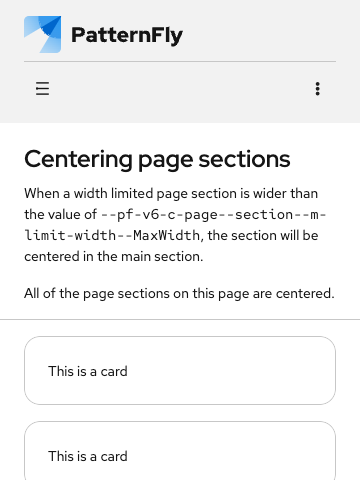 PatternFly
Centering page sections
When a width limited page section is wider than
the value of --pf-v6-c-page--section--m-
limit-width--MaxWidth, the section will be
centered in the main section.
All of the page sections on this page are centered.
This is a card
This is a card